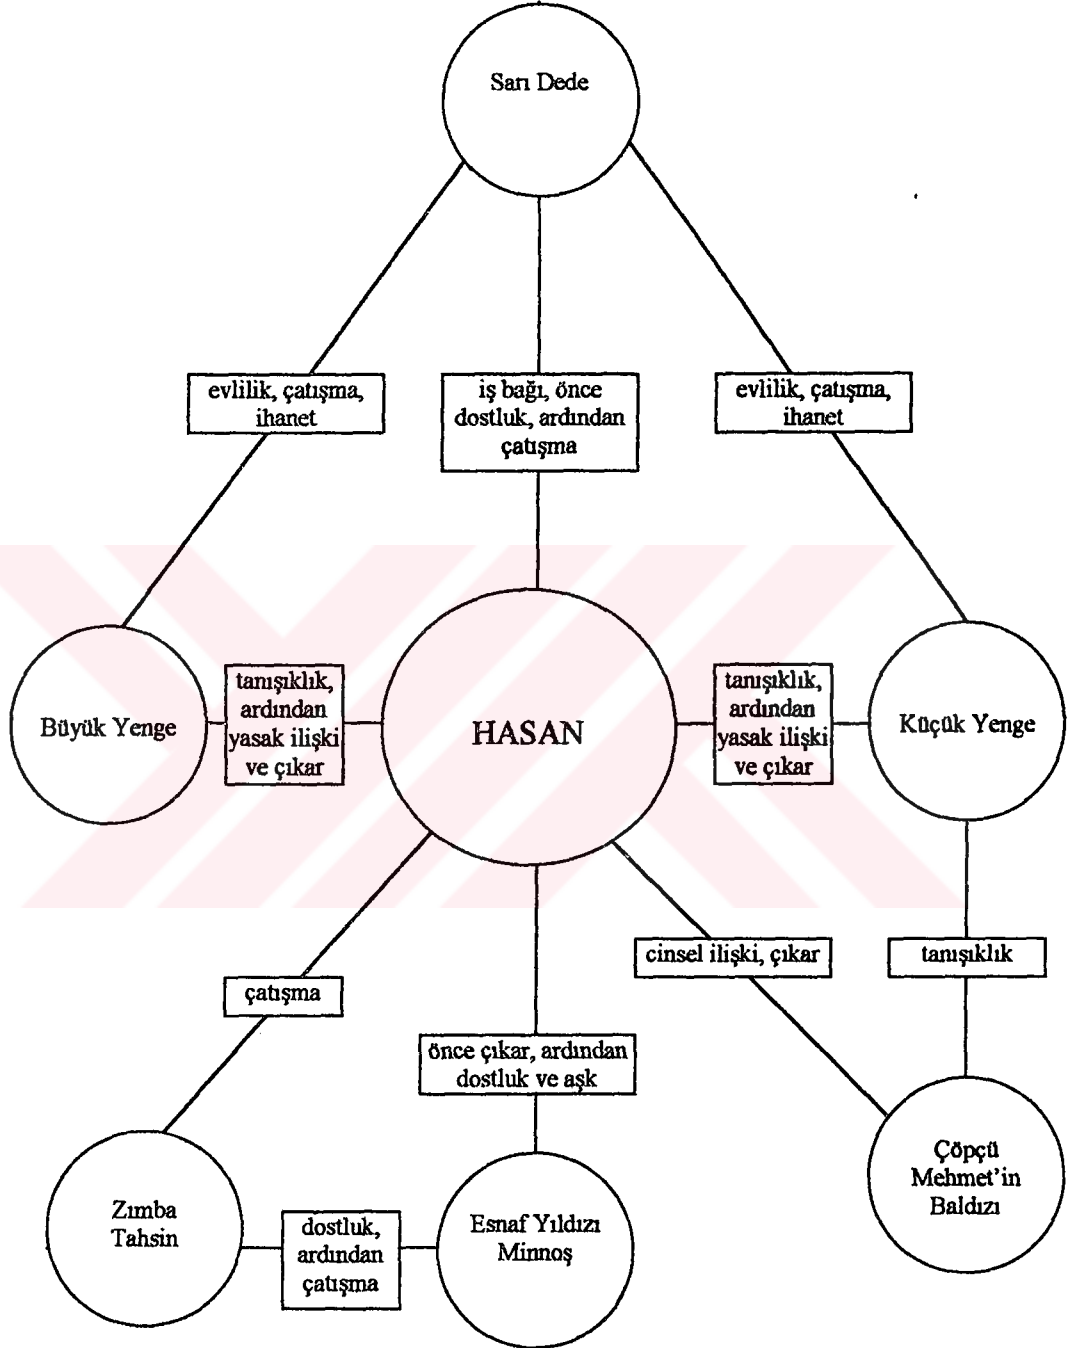 Sarı Dede
evlilik, çatışma,
ihanet
iş bağı, önce
dostluk, ardından
çatışma
evlilik, çatışma,
ihanet
Büyük Yenge
tanışıklık,
ardından
yasak ilişki
ve çıkar
HASAN
tanışıklık,
ardından
yasak ilişki
ve çıkar
Küçük Yenge
cinsel ilişki, çıkar
tanışıklık
çatışma
önce çıkar, ardından
dostluk ve aşk
Zımba
Tahsin
dostluk,
ardından
çatışma
Esnaf Yıldızı
Minnoş
Çöpçü
Mehmet'in
Baldızı